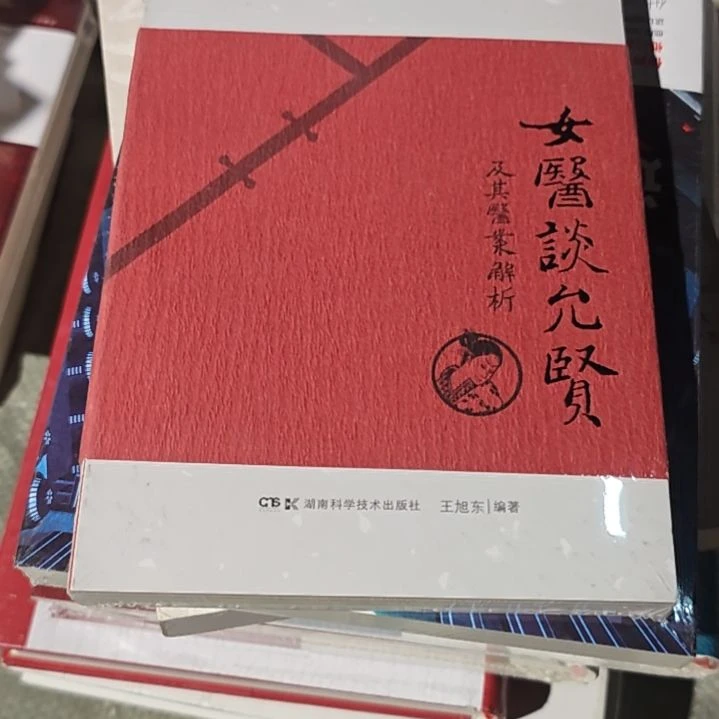 女醫談允賢
及其醫案解析
湖南科学技术出版社 王旭东|编著